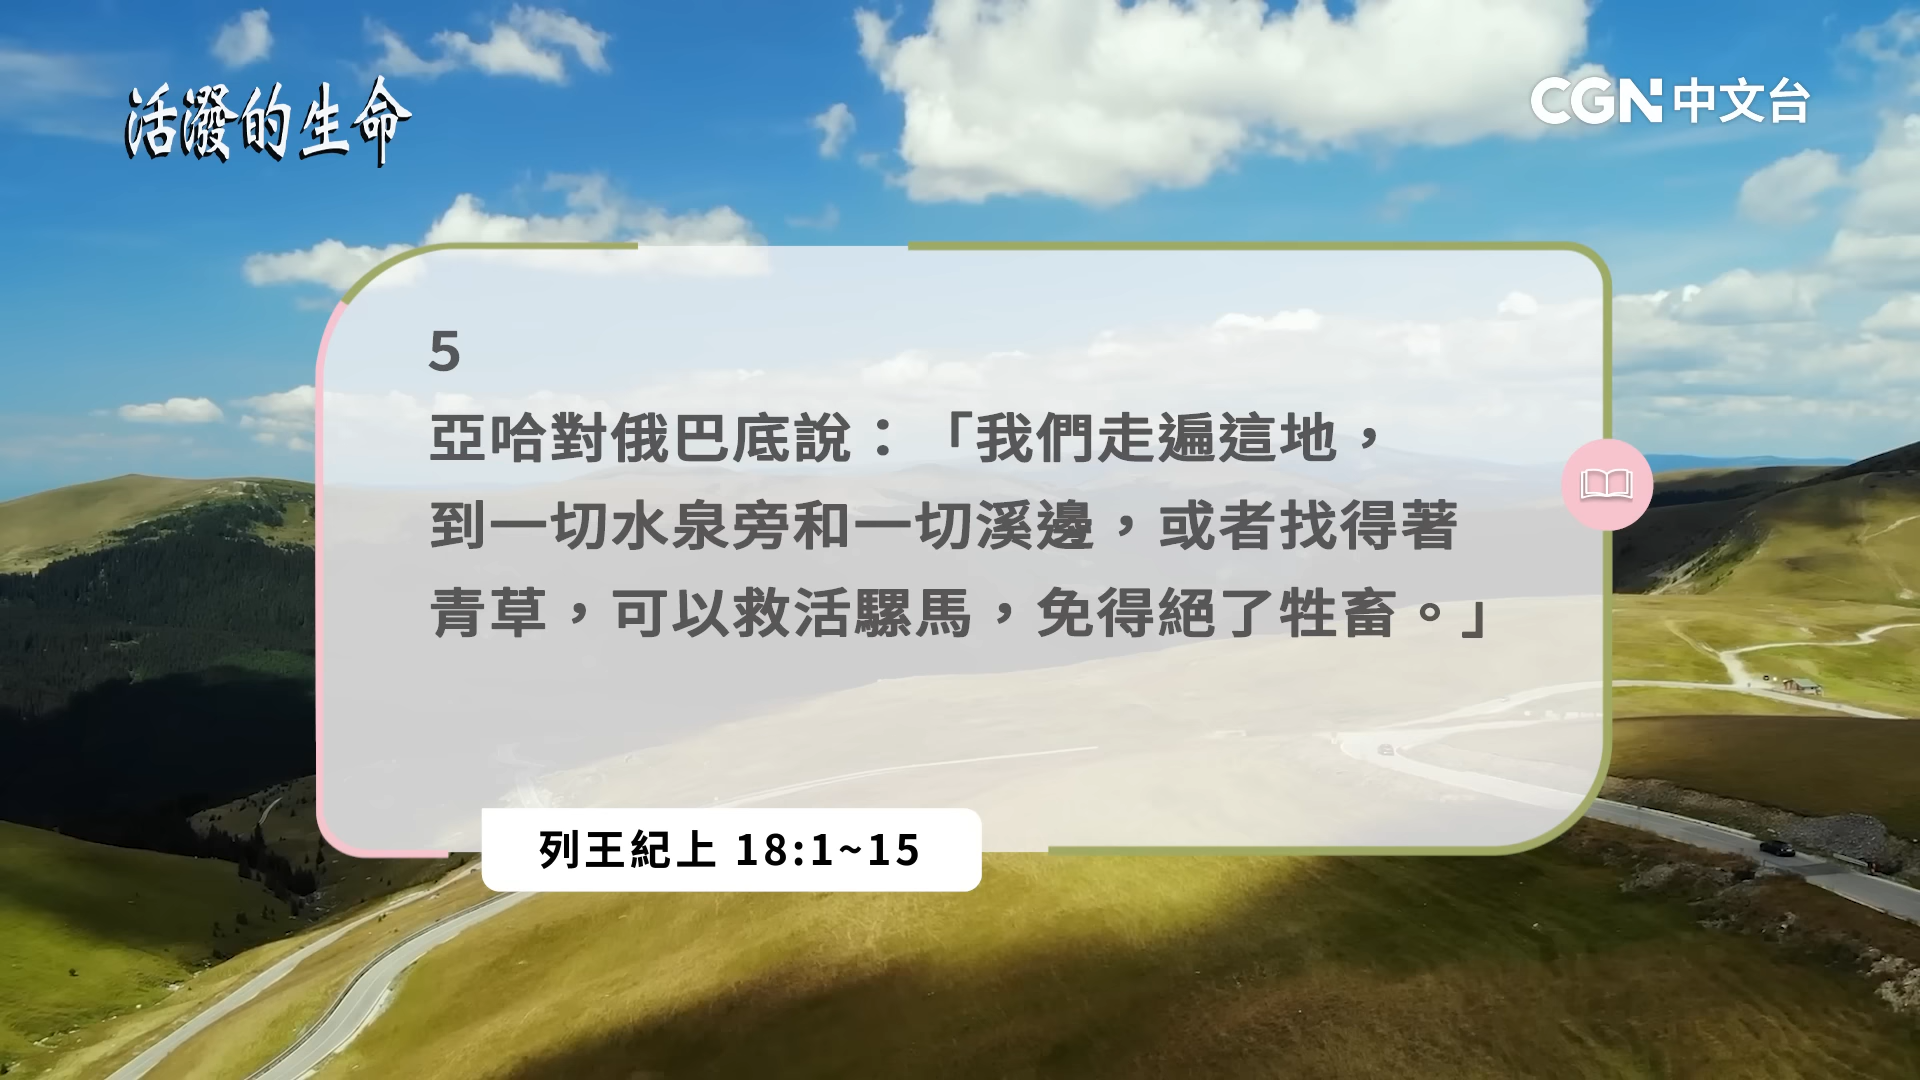 活潑的生命
CGN中文台
5
亞哈對俄巴底說：「我們走遍這地，
到一切水泉旁和一切溪邊，或者找得著
青草，可以救活騾馬，免得絕了牲畜。」
列王紀上 18:1~15